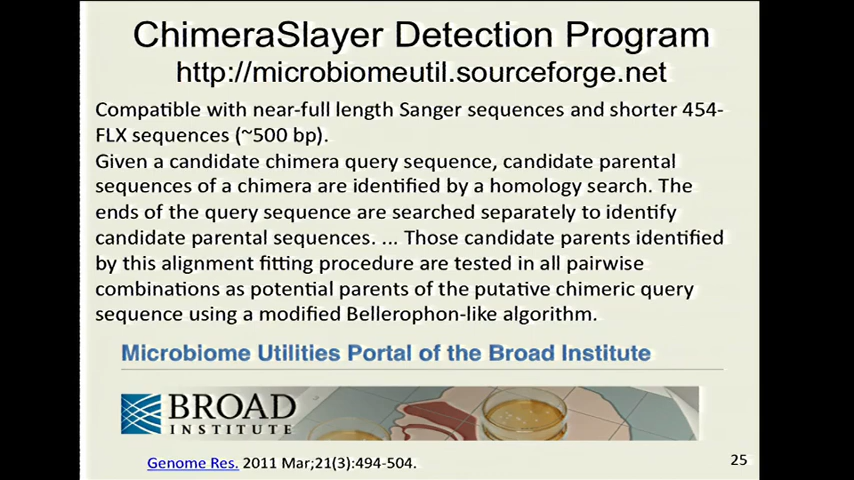 ChimeraSlayer Detection Program
http://microbiomeutil.sourceforge.net
Compatible with near-full length Sanger sequences and shorter 454-
FLX sequences (~500 bp).
Given a candidate chimera query sequence, candidate parental
sequences of a chimera are identified by a homology search. The
ends of the query sequence are searched separately to identify
candidate parental sequences. ... Those candidate parents identified
by this alignment fitting procedure are tested in all pairwise
combinations as potential parents of the putative chimeric query
sequence using a modified Bellerophon-like algorithm.
Microbiome Utilities Portal of the Broad Institute
BROAD
INSTITUTE
Genome Res. 2011 Mar;21(3):494-504.
25